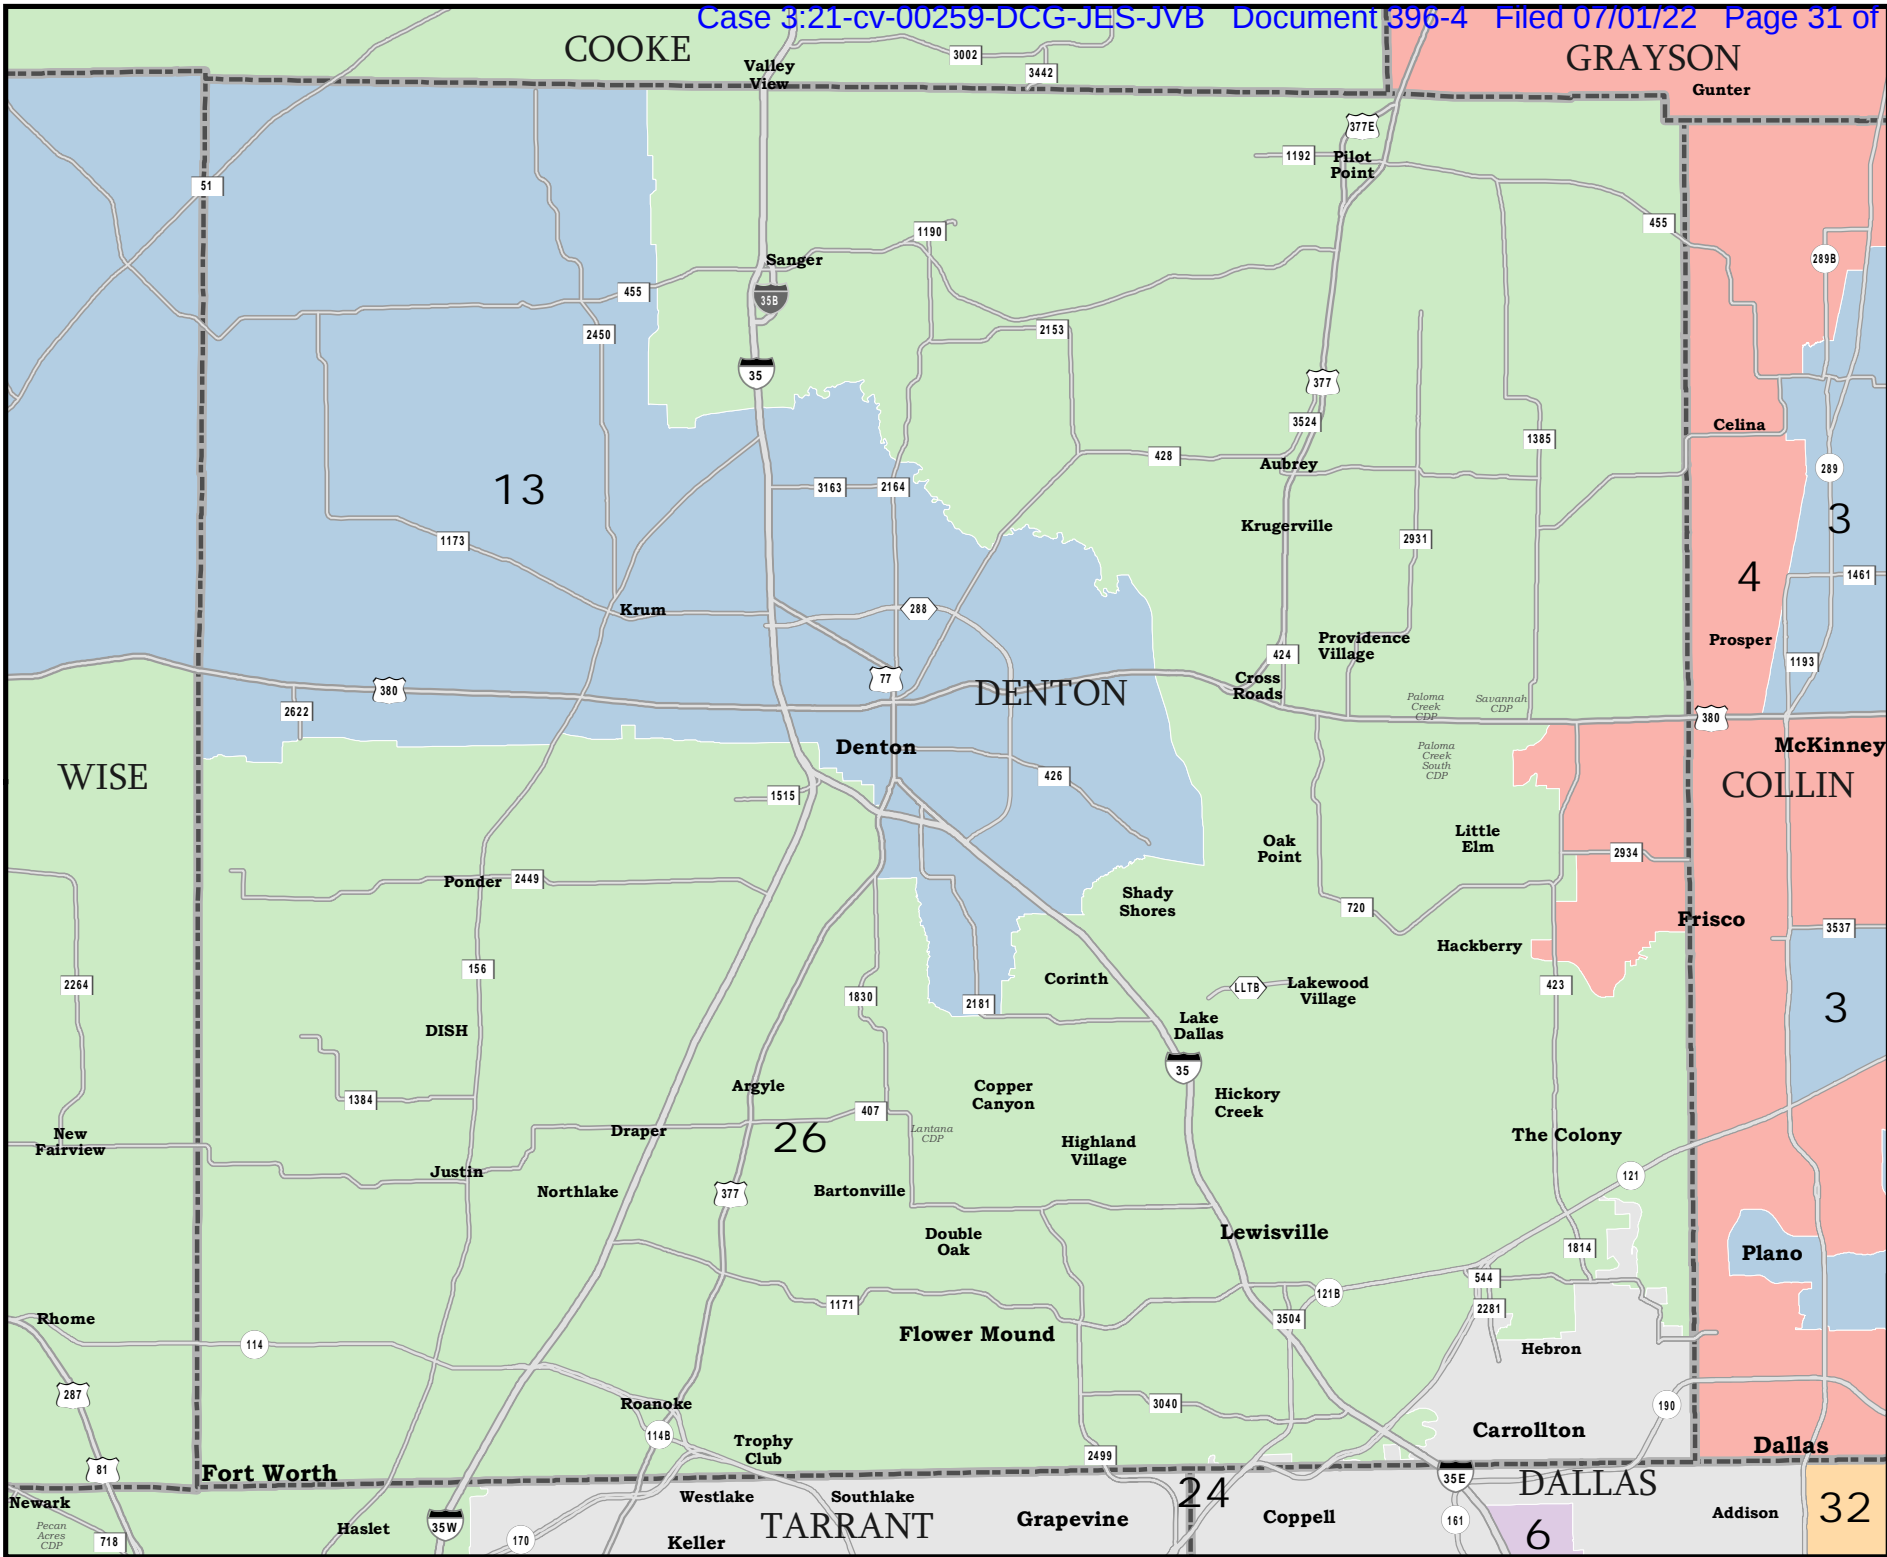 Case 3:21-cv-00259-DCG-JES-JVB Document 396-4 Filed 07/01/22 Page 31 of
COOKE
GRAYSON
3002
Valley
View
3442
Gunter
377E
1192
Pilot
Point
51
455
1190
289B
Sanger
455
35B
2450
2153
35
377
3524
Celina
1385
428
Aubrey
289
13
3163
2164
3
Krugerville
1173
2931
4
1461
Krum
288
Providence
Village
Prosper
424
1193
77
Cross
Roads
DENTON
380
Paloma
Creek
CDP
Savannah
CDP
2622
380
Denton
McKinney
Paloma
Creek
South
CDP
WISE
426
COLLIN
1515
Oak
Point
Little
Elm
2934
Ponder
2449
Shady
Shores
720
Frisco
3537
Hackberry
156
Corinth
2264
LLTB
Lakewood
Village
423
1830
2181
3
DISH
Lake
Dallas
35
Argyle
Copper
Canyon
Hickory
Creek
1384
407
New
Fairview
Draper
26
Lantana
CDP
The Colony
Highland
Village
Justin
121
Northlake
377
Bartonville
Double
Oak
Lewisville
1814
Plano
544
121B
1171
2281
Rhome
3504
Flower Mound
114
Hebron
287
Roanoke
3040
190
114B
Carrollton
Trophy
Club
Dallas
2499
81
Fort Worth
35E
DALLAS
24
Newark
Westlake
Southlake
32
Addison
Grapevine
Coppell
161
35W
Haslet
TARRANT
6
Pecan
Acres
CDP
718
170
Keller